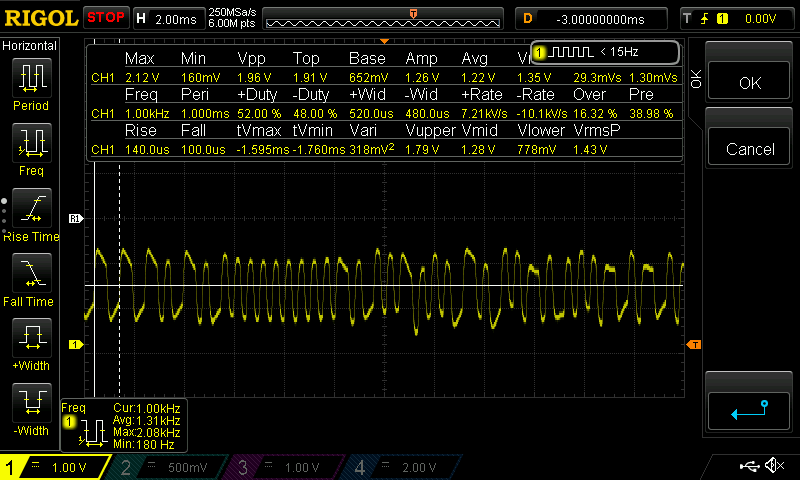 RIGOL STOP H 2.00ms 250MSa/s 6.00M pts T D -3.00000000ms T 1 0.00V
Horizontal
Period
Freq
Rise Time
Fall Time
+Width
-Width
1 < 15Hz
Max Min Vpp Top Base Amp Avg
CH1 2.12 V 160mV 1.96 V 1.91 V 652mV 1.26 V 1.22 V 1.35 V 29.3mVs 1.30mVs
Freq Peri +Duty -Duty +Wid -Wid +Rate -Rate Over Pre
CH1 1.00kHz 1.000ms 52.00 % 48.00 % 520.0us 480.0us 7.21kV/s -10.1kV/s 16.32 % 38.98 %
Rise Fall tVmax tVmin Vari Vupper Vmid Vlower VrmsP
CH1 140.0us 100.0us -1.595ms -1.760ms 318mV² 1.79 V 1.28 V 778mV 1.43 V
R1
1
T
Freq
1
Cur:1.00kHz
Avg:1.31kHz
Max:2.08kHz
Min:180 Hz
OK
OK
Cancel
1 1.00 V 2 500mV 3 1.00 V 4 2.00 V